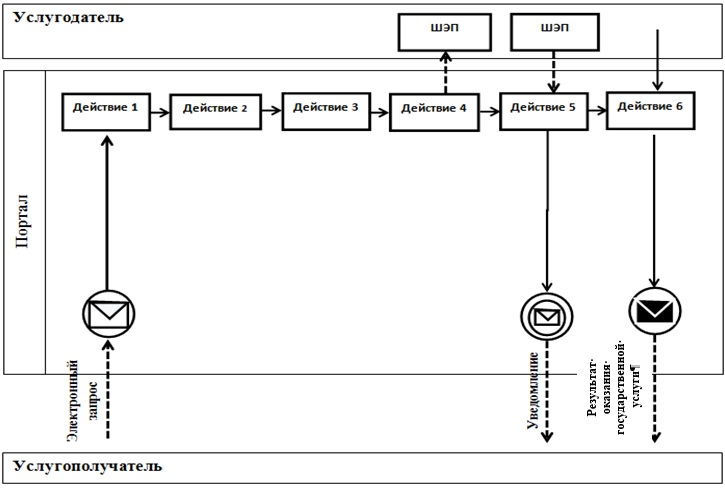 Услугодатель
ШЭП
ШЭП
Действие 1
Действие 2
Действие 3
Действие 4
Действие 5
Действие 6
Портал
Электронный
запрос
Уведомление
Результат·
оказания·
государственной·
услуги¶
Услугополучатель